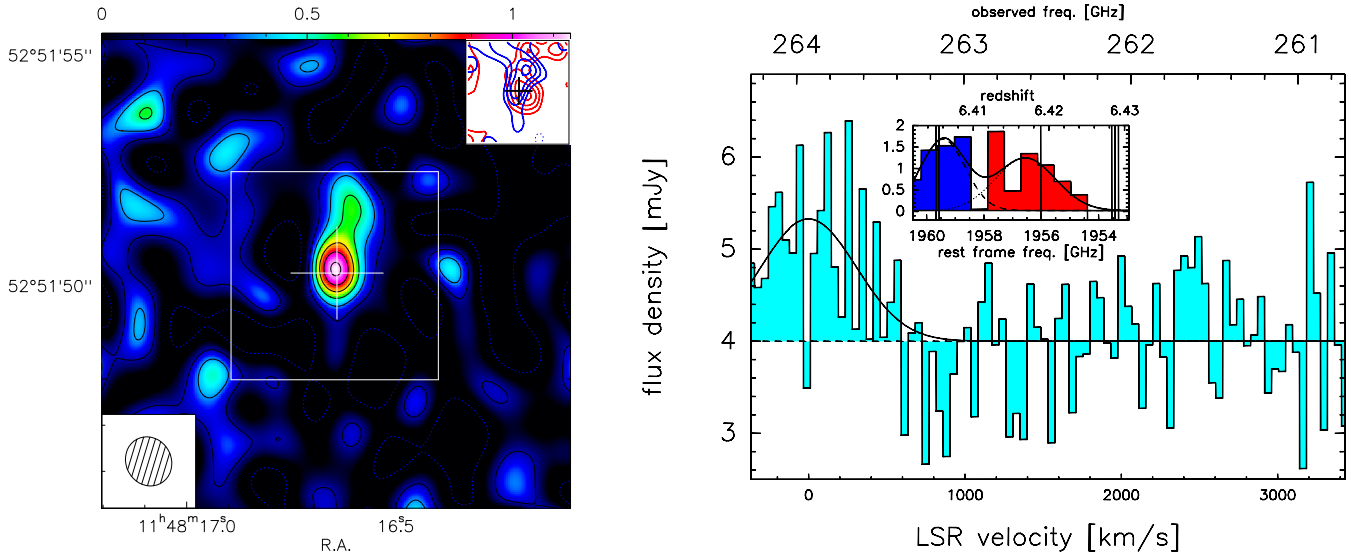 0 0.5 1
52°51'55''
52°51'50''
11ʰ48ᵐ17ˢ.0 16ˢ.5
R.A.
observed freq. [GHz]
264 263 262 261
redshift
6.41 6.42 6.43
2
1.5
1
0.5
0
1960 1958 1956 1954
rest frame freq. [GHz]
flux density [mJy]
6
5
4
3
0 1000 2000 3000
LSR velocity [km/s]